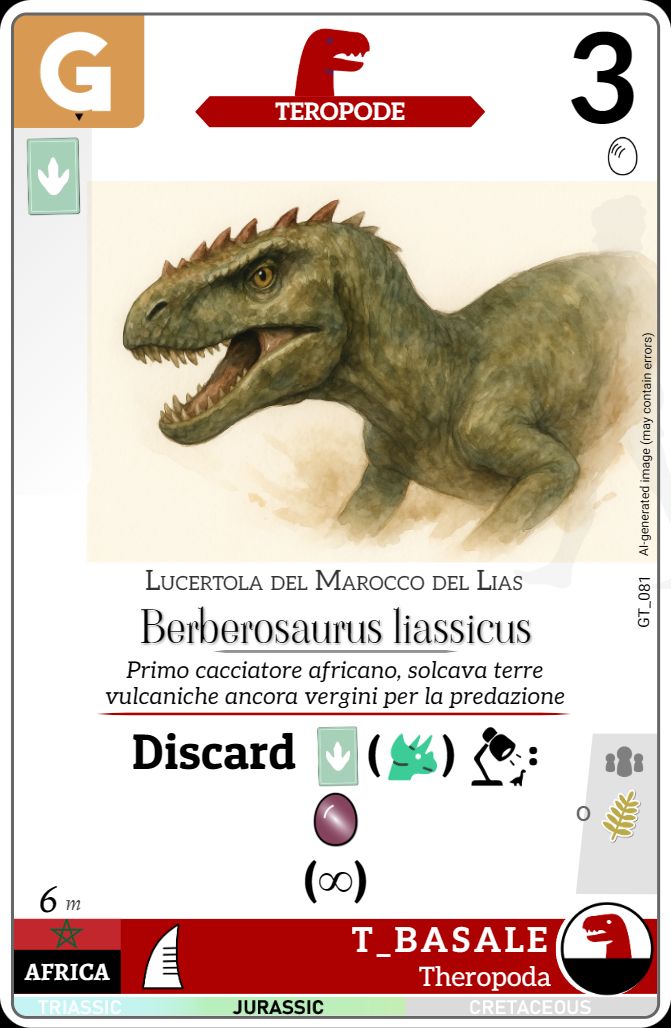 G
TEROPODE
3
AI-generated image (may contain errors)
GT_081
Lucertola del Marocco del Lias
Berberosaurus liassicus
Primo cacciatore africano, solcava terre
vulcaniche ancora vergini per la predazione
Discard ( ) :
(∞)
o
6 m
AFRICA
T_BASALE
Theropoda
TRIASSIC JURASSIC CRETACEOUS